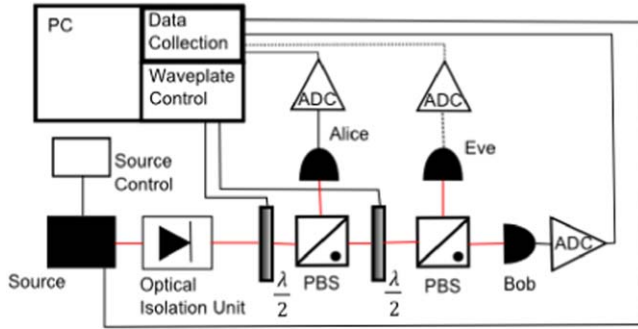 PC
Data
Collection
Waveplate
Control
ADC
ADC
Alice
Eve
Source
Control
ADC
Source
Optical
Isolation Unit
λ
2
PBS
λ
2
PBS
Bob